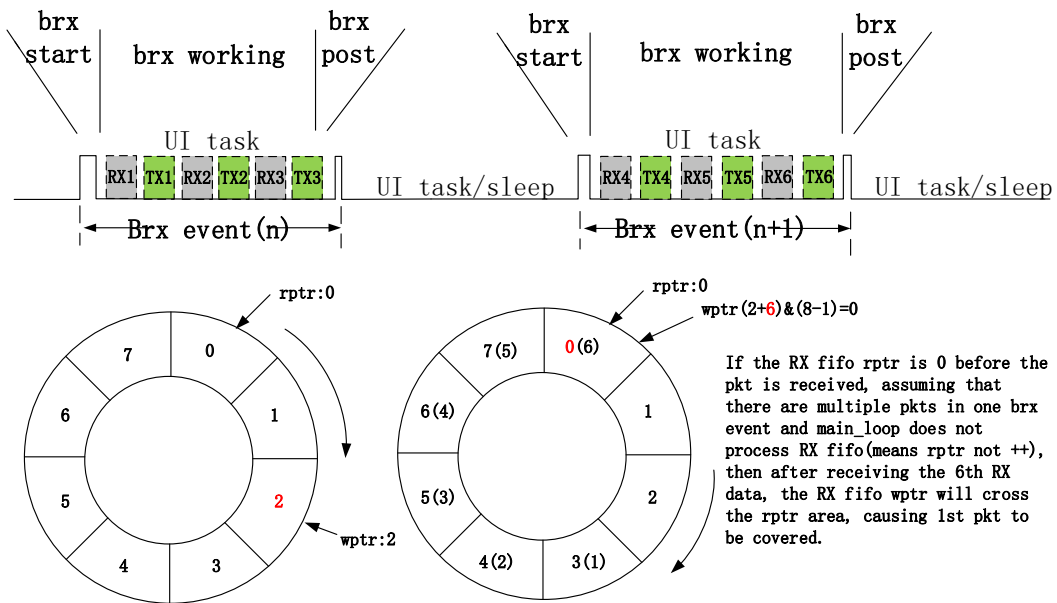 brx
start
brx working
brx
post
brx
start
brx working
brx
post
UI task
RX1 TX1 RX2 TX2 RX3 TX3
UI task/sleep
UI task
RX4 TX4 RX5 TX5 RX6 TX6
UI task/sleep
Brx event(n)
Brx event(n+1)
rptr:0
7
0
6
1
5
2
4
3
wptr:2
rptr:0
wptr(2+6)&(8-1)=0
7(5)
0(6)
6(4)
1
5(3)
2
4(2)
3(1)
If the RX fifo rptr is 0 before the
pkt is received, assuming that
there are multiple pkts in one brx
event and main_loop does not
process RX fifo(means rptr not ++),
then after receiving the 6th RX
data, the RX fifo wptr will cross
the rptr area, causing 1st pkt to
be covered.